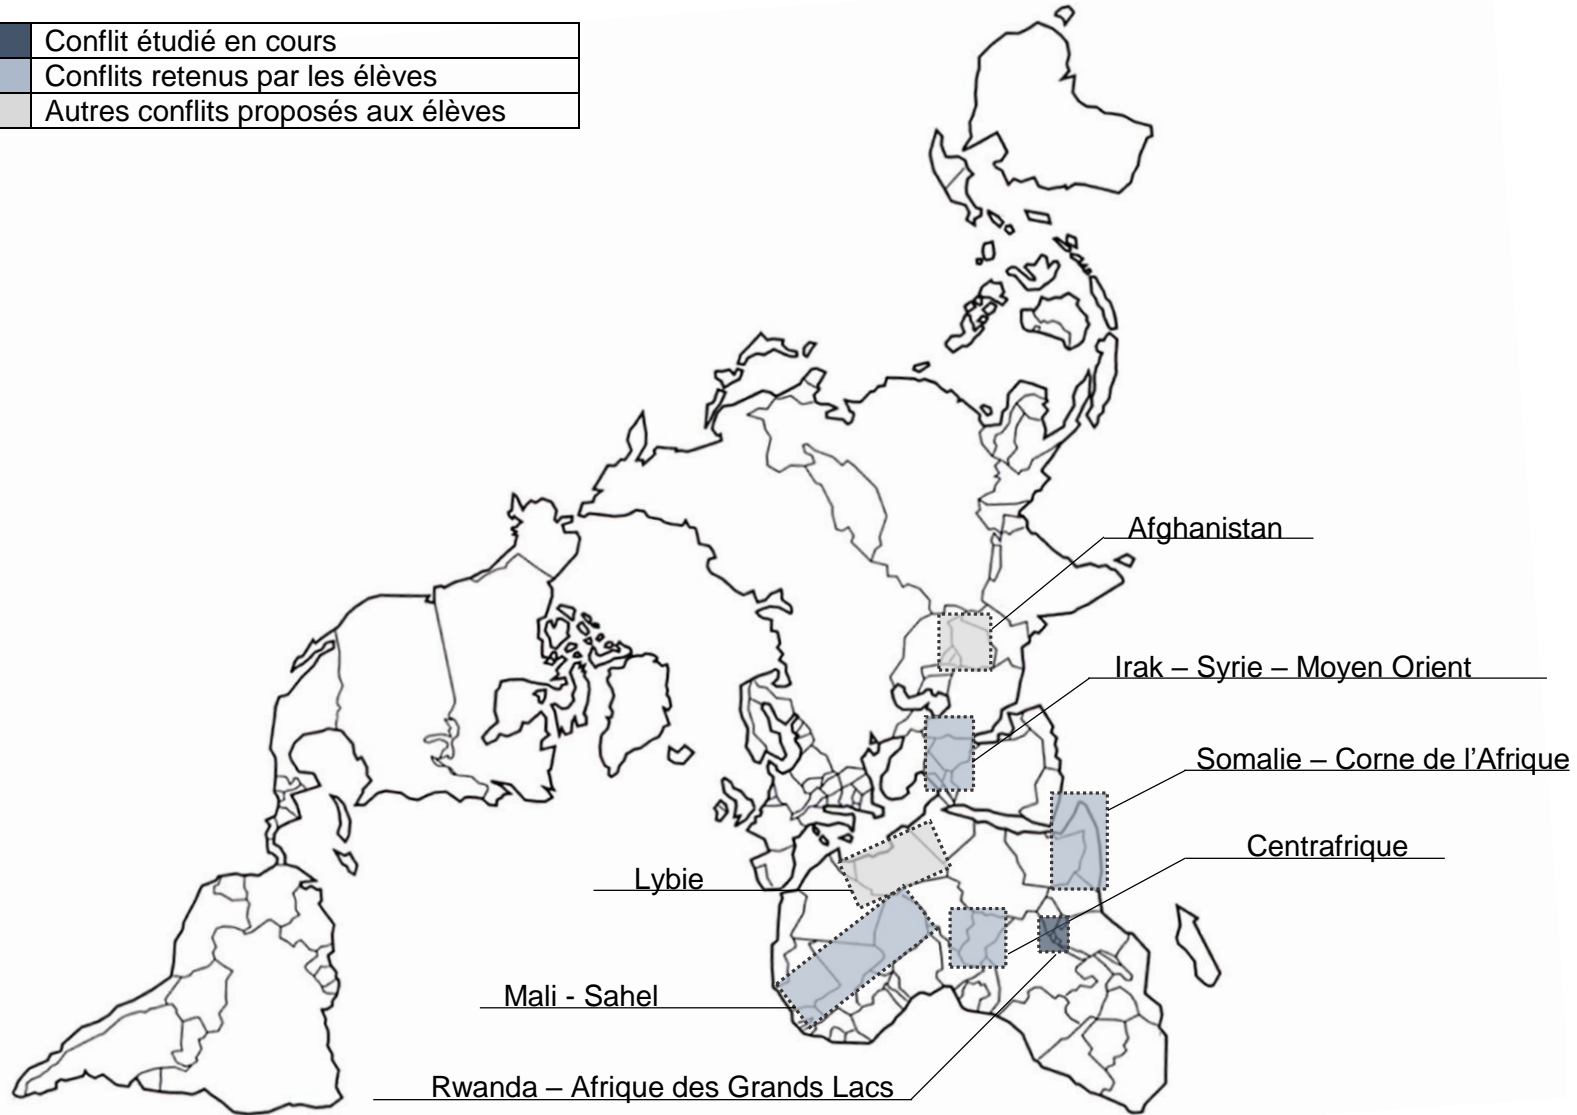 Conflit étudié en cours
Conflits retenus par les élèves
Autres conflits proposés aux élèves
Afghanistan
Irak – Syrie – Moyen Orient
Somalie – Corne de l'Afrique
Centrafrique
Lybie
Mali - Sahel
Rwanda – Afrique des Grands Lacs